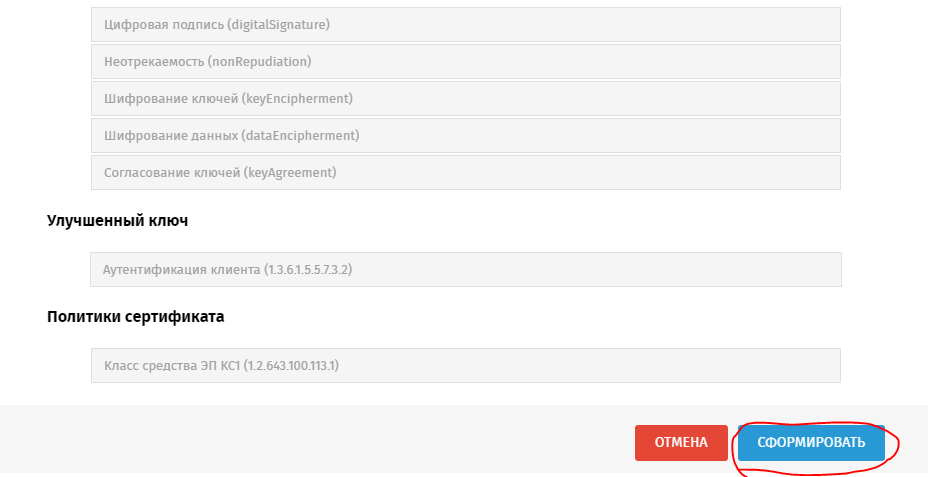 Цифровая подпись (digitalSignature)
Неотрекаемость (nonRepudiation)
Шифрование ключей (keyEncipherment)
Шифрование данных (dataEncipherment)
Согласование ключей (keyAgreement)
Улучшенный ключ
Аутентификация клиента (1.3.6.1.5.5.7.3.2)
Политики сертификата
Класс средства ЭП КС1 (1.2.643.100.113.1)
ОТМЕНА
СФОРМИРОВАТЬ